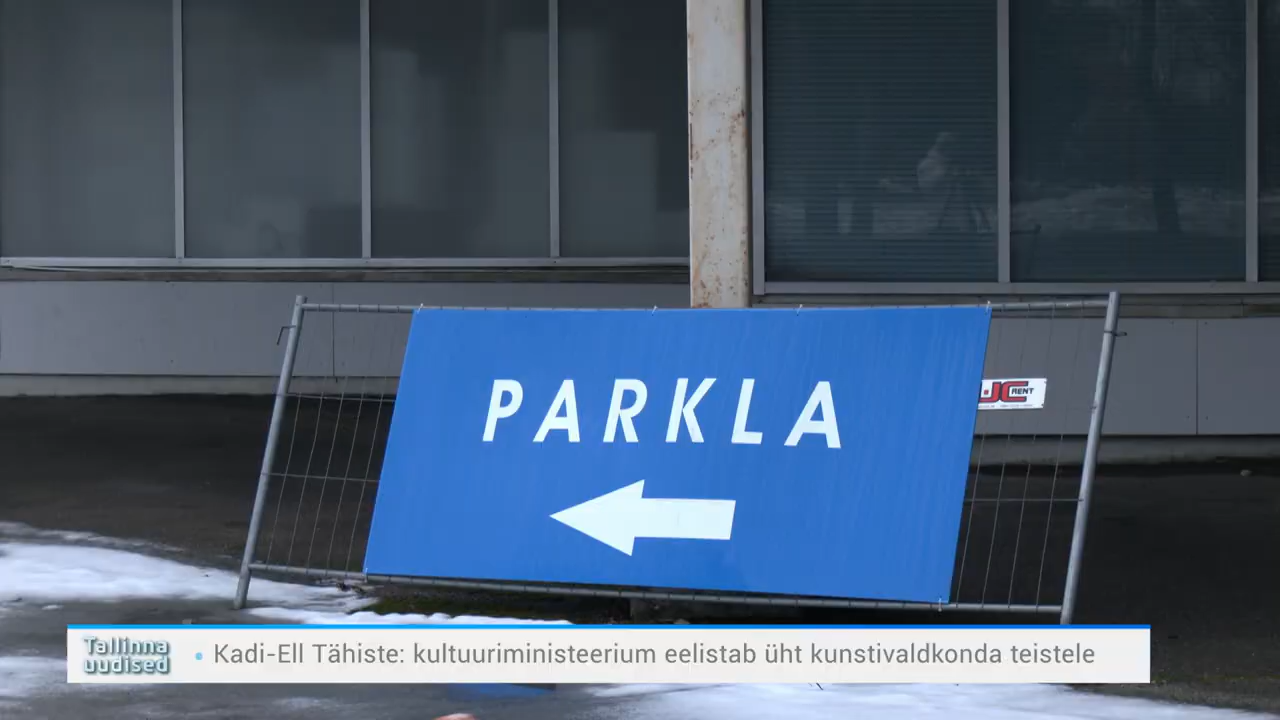 PARKLA
JC RENT
Tallinna
uudised
• Kadi-Ell Tähiste: kultuuriministeerium eelistab üht kunstivaldkonda teistele